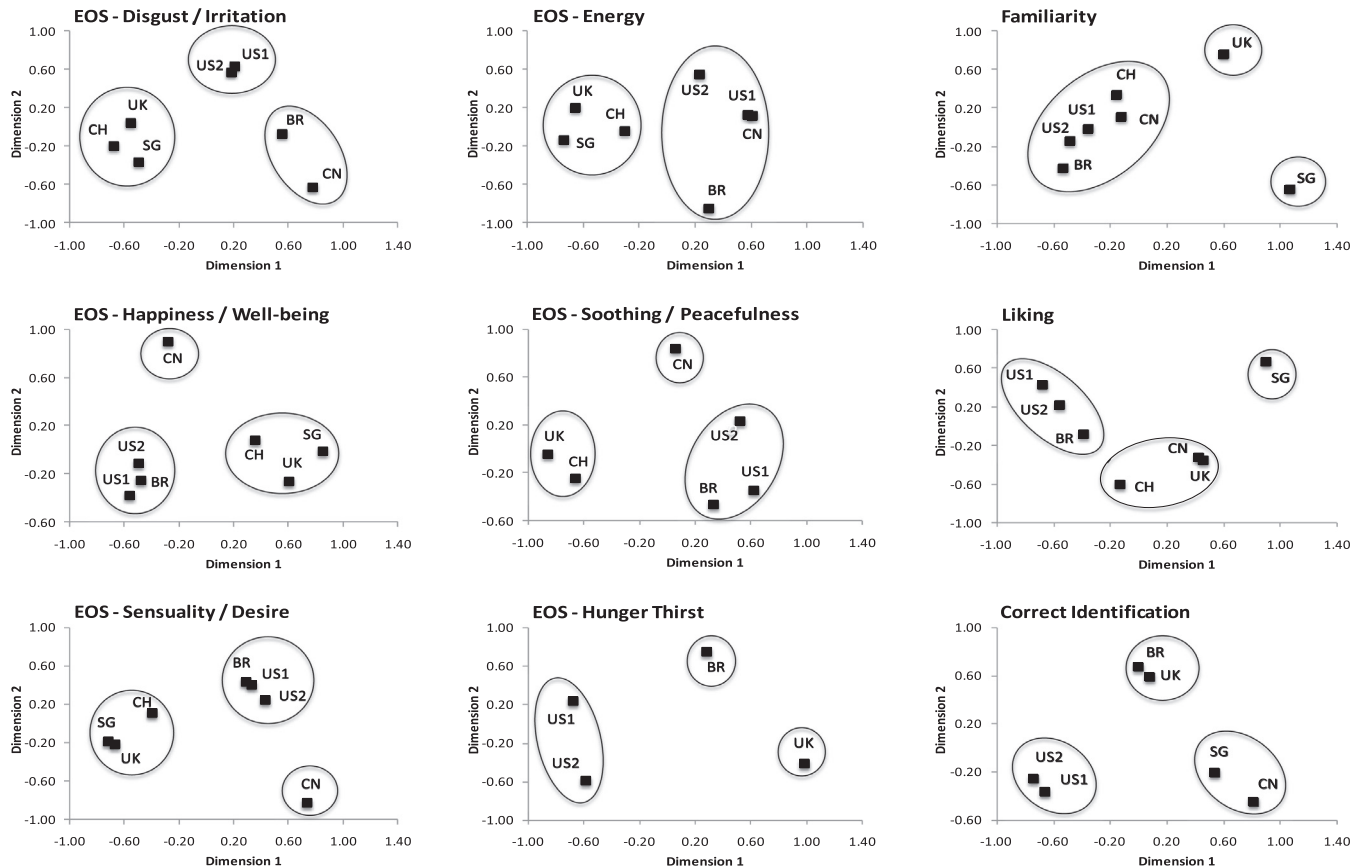 EOS - Disgust / Irritation
1.00
0.60
0.20
-0.20
-0.60
-1.00
Dimension 2
US2
US1
UK
CH
SG
BR
CN
-1.00 -0.60 -0.20 0.20 0.60 1.00 1.40
Dimension 1
EOS - Energy
1.00
0.60
0.20
-0.20
-0.60
-1.00
Dimension 2
US2
UK
CH
US1
SG
CN
BR
-1.00 -0.60 -0.20 0.20 0.60 1.00 1.40
Dimension 1
Familiarity
1.00
0.60
0.20
-0.20
-0.60
-1.00
Dimension 2
UK
CH
US1
CN
US2
BR
SG
-1.00 -0.60 -0.20 0.20 0.60 1.00 1.40
Dimension 1
EOS - Happiness / Well-being
1.00
0.60
0.20
-0.20
-0.60
Dimension 2
CN
US2
US1
BR
CH
SG
UK
-1.00 -0.60 -0.20 0.20 0.60 1.00 1.40
Dimension 1
EOS - Soothing / Peacefulness
1.00
0.60
0.20
-0.20
-0.60
Dimension 2
CN
UK
CH
US2
BR
US1
-1.00 -0.60 -0.20 0.20 0.60 1.00 1.40
Dimension 1
Liking
1.00
0.60
0.20
-0.20
-0.60
-1.00
Dimension 2
US1
US2
BR
SG
CN
UK
CH
-1.00 -0.60 -0.20 0.20 0.60 1.00 1.40
Dimension 1
EOS - Sensuality / Desire
1.00
0.60
0.20
-0.20
-0.60
-1.00
Dimension 2
BR
US1
US2
CH
SG
UK
CN
-1.00 -0.60 -0.20 0.20 0.60 1.00 1.40
Dimension 1
EOS - Hunger Thirst
1.00
0.60
0.20
-0.20
-0.60
-1.00
Dimension 2
BR
US1
US2
UK
-1.00 -0.60 -0.20 0.20 0.60 1.00 1.40
Dimension 1
Correct Identification
1.00
0.60
0.20
-0.20
-0.60
Dimension 2
BR
UK
US2
US1
SG
CN
-1.00 -0.60 -0.20 0.20 0.60 1.00 1.40
Dimension 1